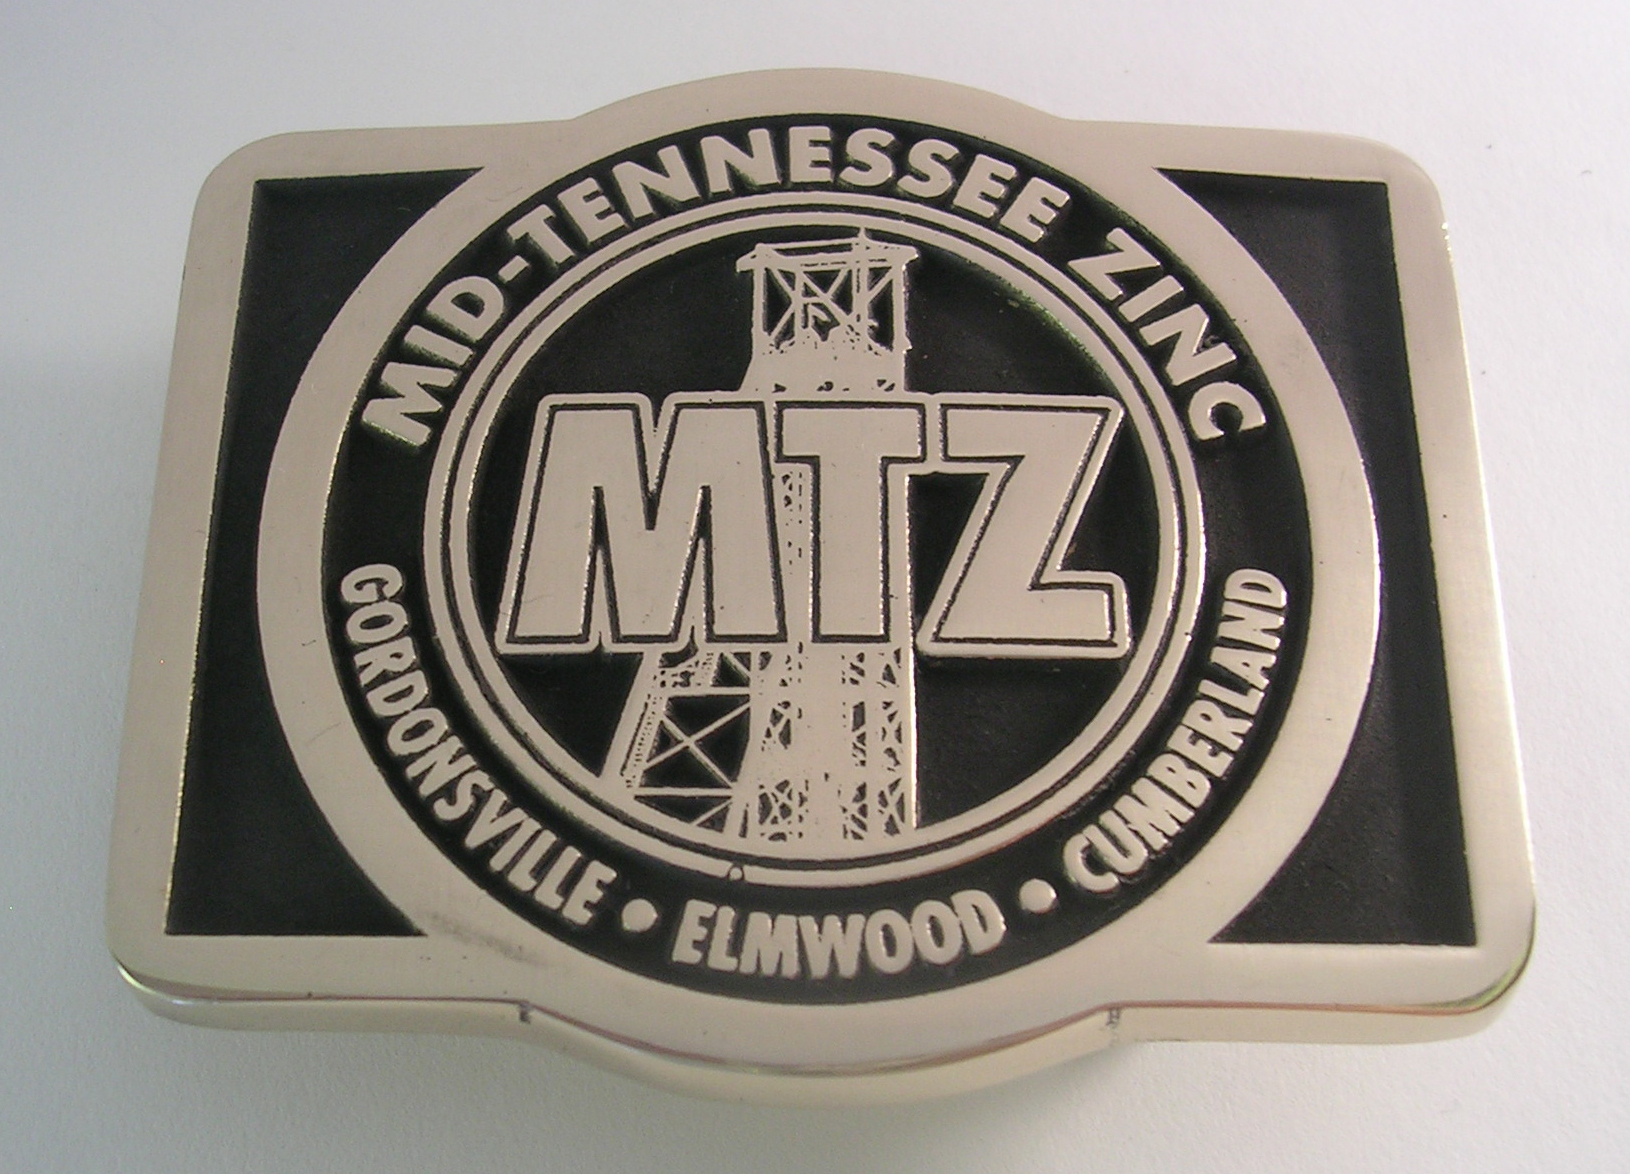 MID-TENNESSEE ZINC
MTZ
GORDONSVILLE • ELMWOOD • CUMBERLAND